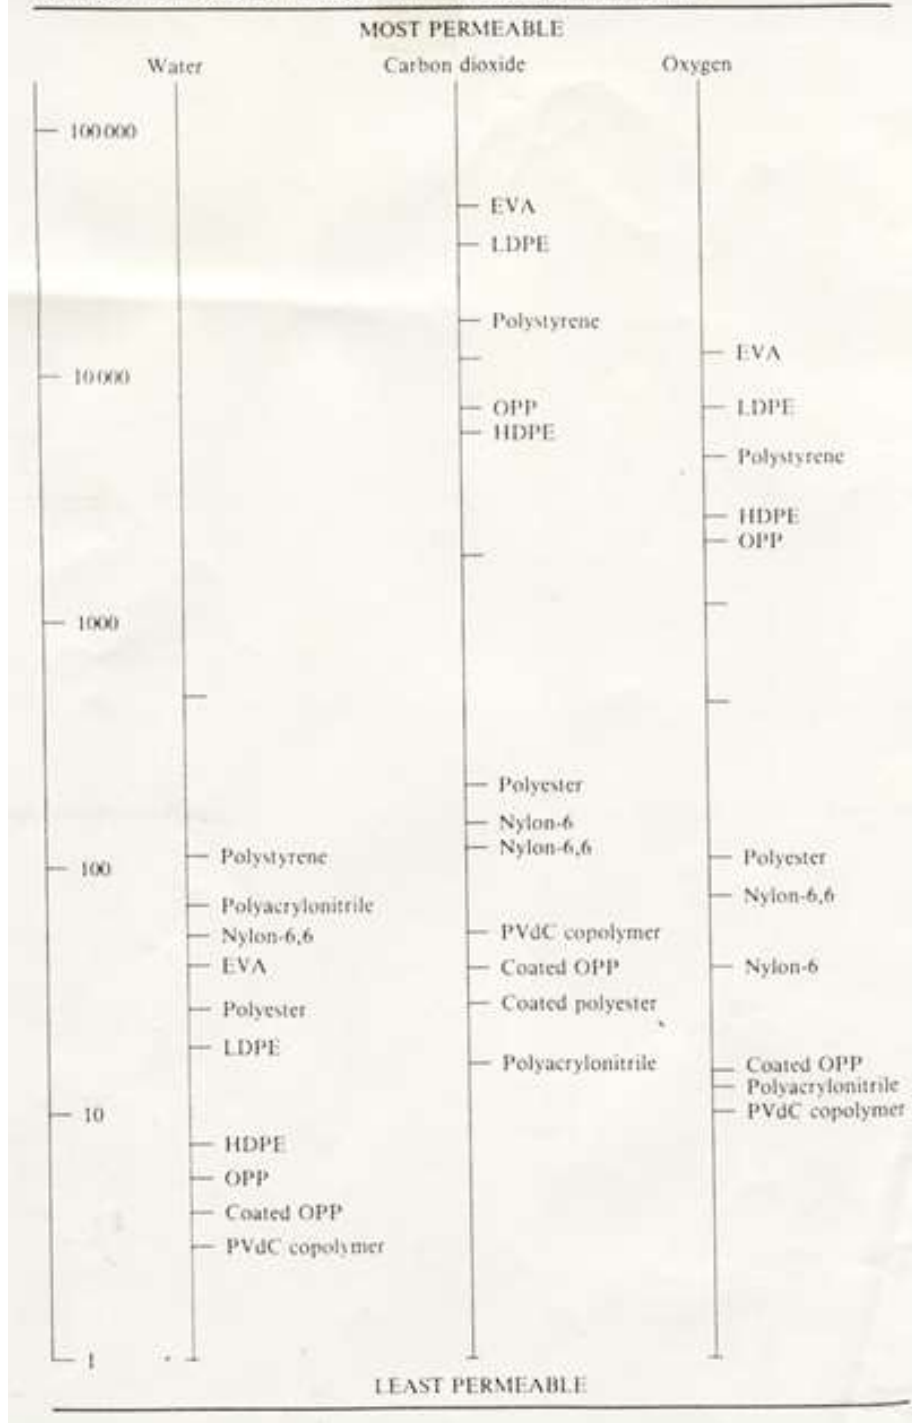 MOST PERMEABLE
Water Carbon dioxide Oxygen
100 000
EVA
LDPE
Polystyrene
EVA
10 000
OPP
LDPE
HDPE
Polystyrene
HDPE
OPP
1000
Polyester
Nylon-6
Nylon-6,6
Polystyrene
Polyester
100
Nylon-6,6
Polyacrylonitrile
PVdC copolymer
Nylon-6,6
EVA
Coated OPP
Nylon-6
Coated polyester
Polyester
LDPE
Polyacrylonitrile
Coated OPP
Polyacrylonitrile
PVdC copolymer
10
HDPE
OPP
Coated OPP
PVdC copolymer
1
LEAST PERMEABLE